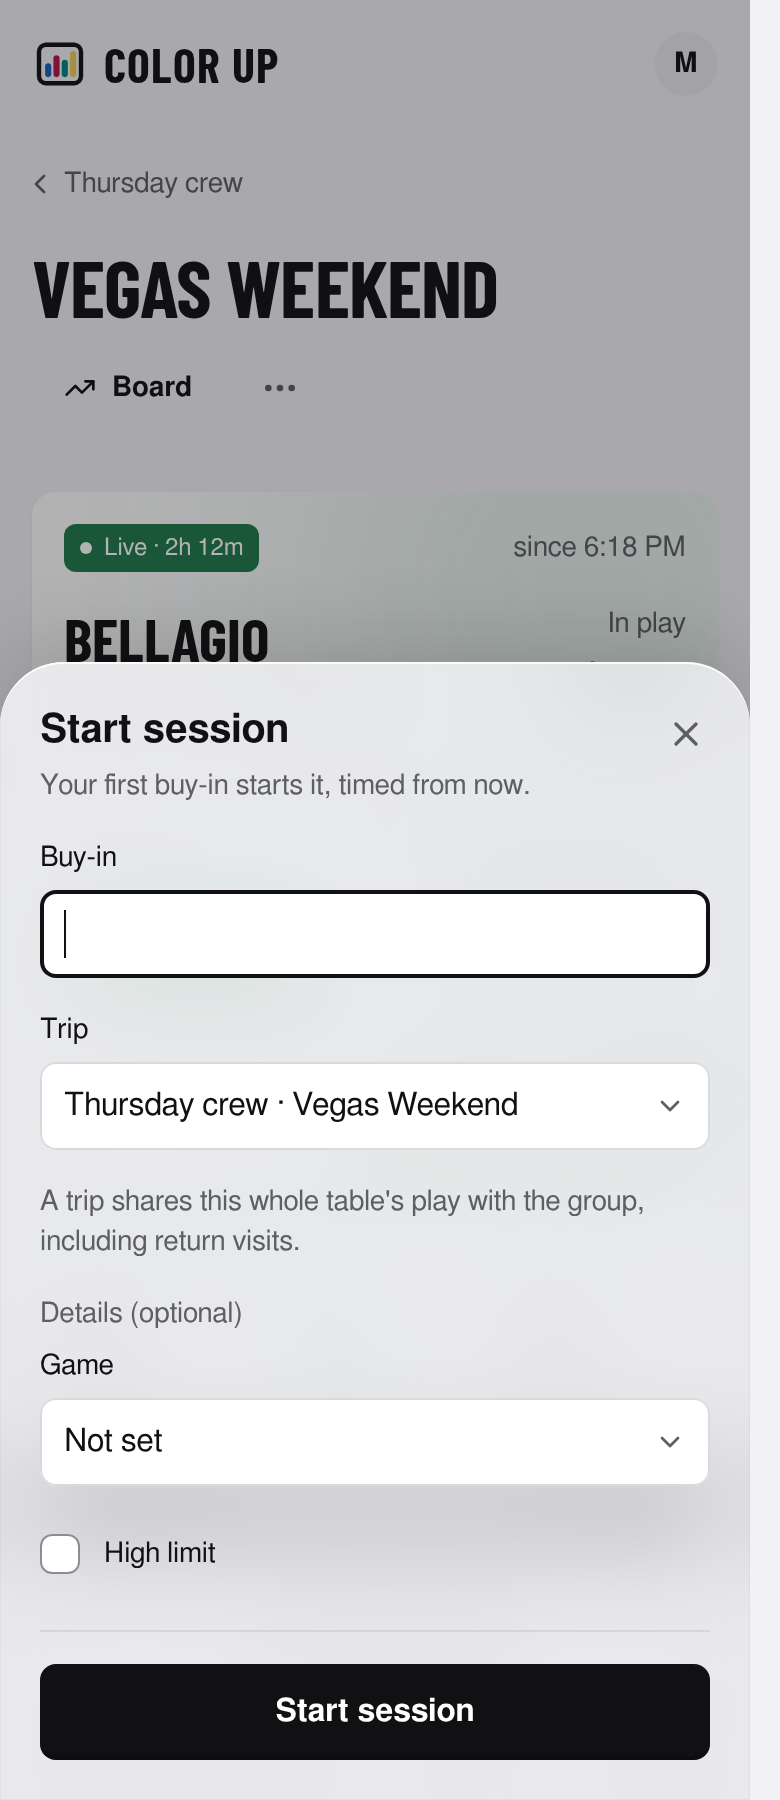 COLOR UP
M
Thursday crew
VEGAS WEEKEND
Board
Live · 2h 12m
since 6:18 PM
BELLAGIO
In play
Start session
Your first buy-in starts it, timed from now.
Buy-in
Trip
Thursday crew · Vegas Weekend
A trip shares this whole table's play with the group,
including return visits.
Details (optional)
Game
Not set
High limit
Start session